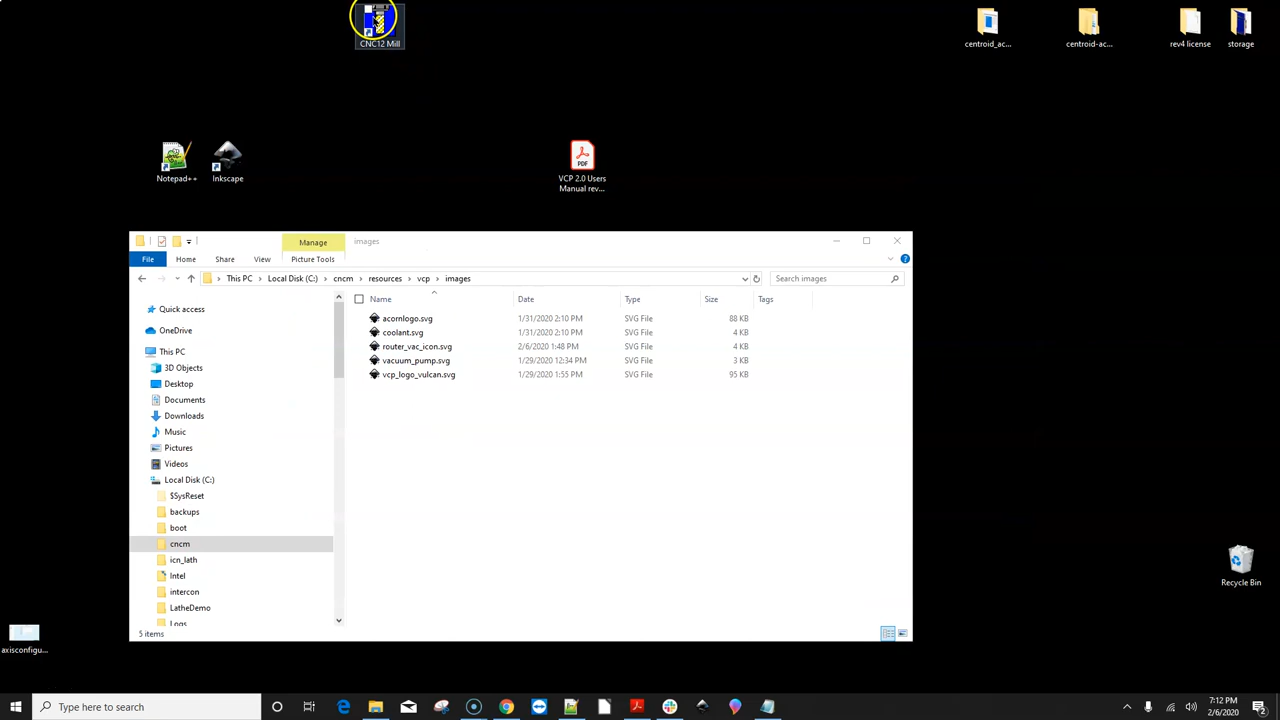 CNC12 Mill
centroid_ac...
centroid-ac...
rev4 license
storage
Notepad++
Inkscape
PDF
VCP 2.0 Users
Manual rev...
Manage
images
File
Home
Share
View
Picture Tools
This PC
Local Disk (C:)
cncm
resources
vcp
images
Search images
Name
Date
Type
Size
Tags
Quick access
OneDrive
This PC
3D Objects
Desktop
Documents
Downloads
Music
Pictures
Videos
Local Disk (C:)
$SysReset
backups
boot
cncm
icn_lath
Intel
intercon
LatheDemo
Logs
acornlogo.svg 1/31/2020 2:10 PM SVG File 88 KB
coolant.svg 1/31/2020 2:10 PM SVG File 4 KB
router_vac_icon.svg 2/6/2020 1:48 PM SVG File 4 KB
vacuum_pump.svg 1/29/2020 12:34 PM SVG File 3 KB
vcp_logo_vulcan.svg 1/29/2020 1:55 PM SVG File 95 KB
5 items
Recycle Bin
axisconfigu...
Type here to search
7:12 PM
2/6/2020